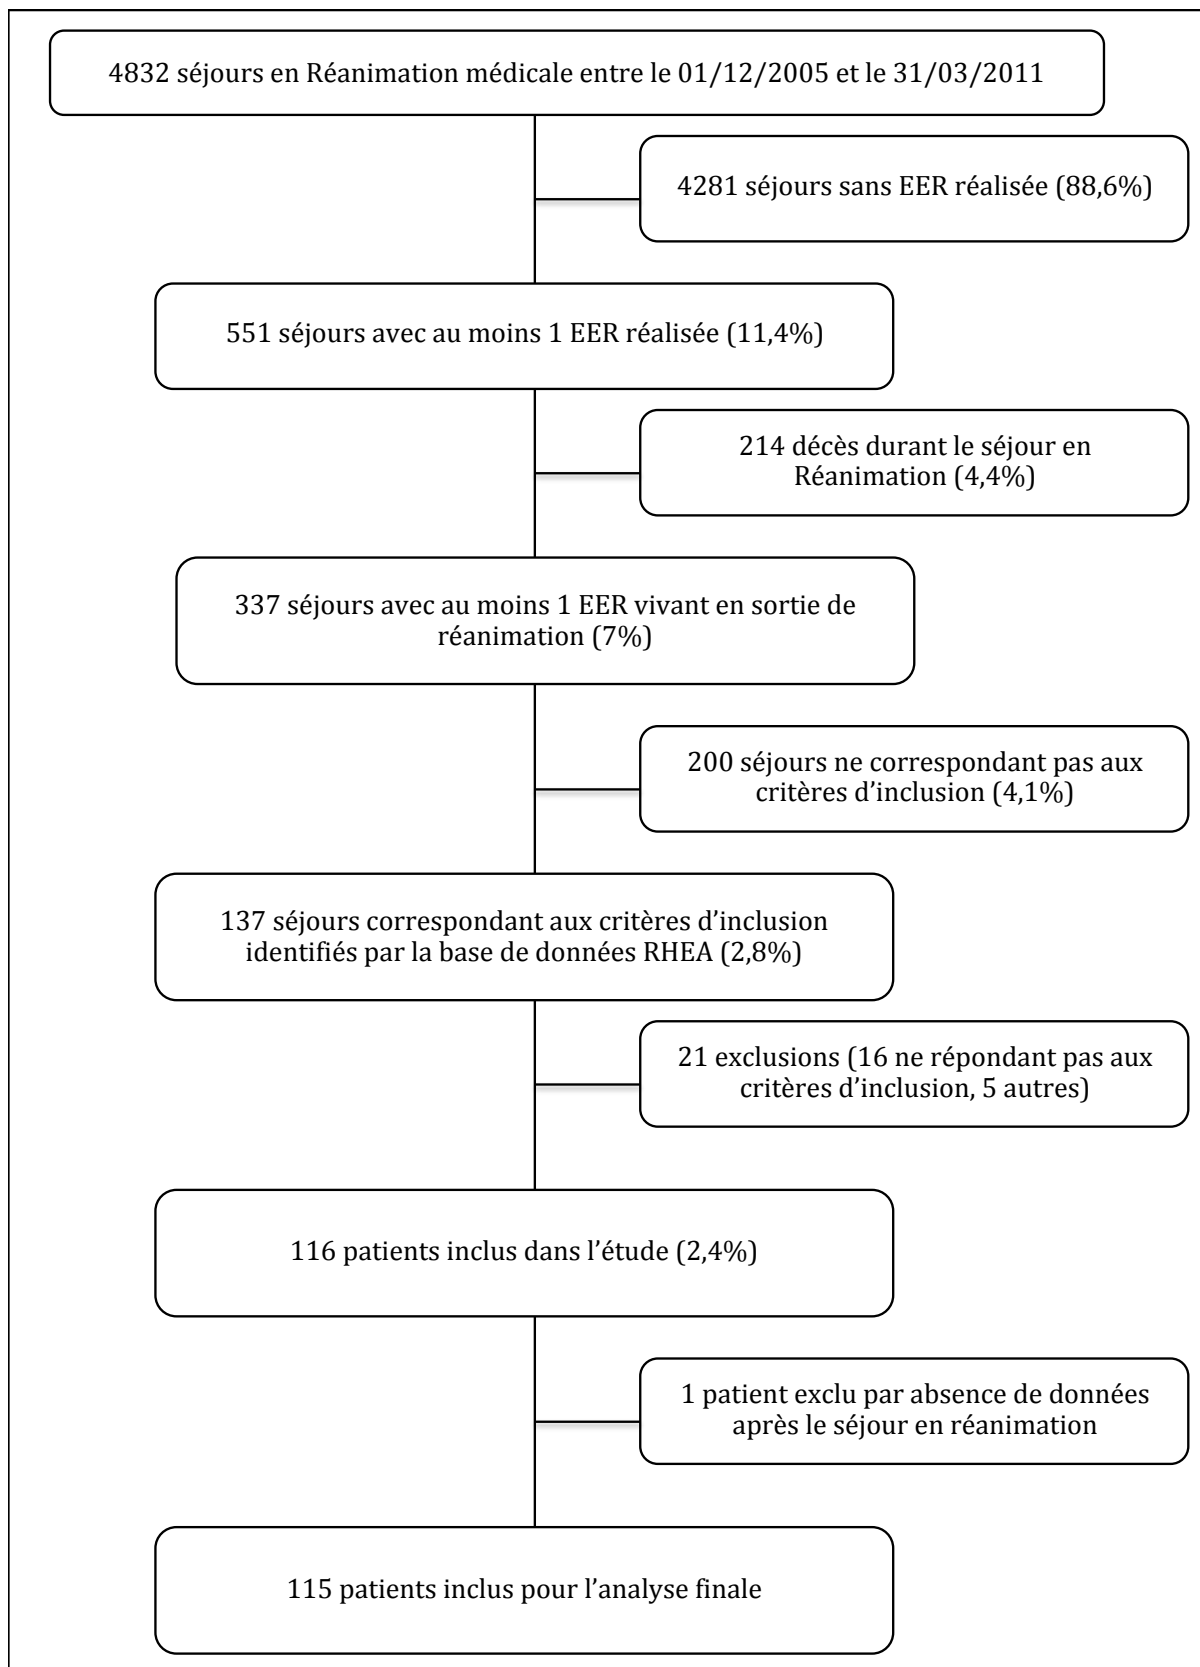 4832 séjours en Réanimation médicale entre le 01/12/2005 et le 31/03/2011
4281 séjours sans EER réalisée (88,6%)
551 séjours avec au moins 1 EER réalisée (11,4%)
214 décès durant le séjour en
Réanimation (4,4%)
337 séjours avec au moins 1 EER vivant en sortie de
réanimation (7%)
200 séjours ne correspondant pas aux
critères d’inclusion (4,1%)
137 séjours correspondant aux critères d’inclusion
identifiés par la base de données RHEA (2,8%)
21 exclusions (16 ne répondant pas aux
critères d’inclusion, 5 autres)
116 patients inclus dans l’étude (2,4%)
1 patient exclu par absence de données
après le séjour en réanimation
115 patients inclus pour l’analyse finale